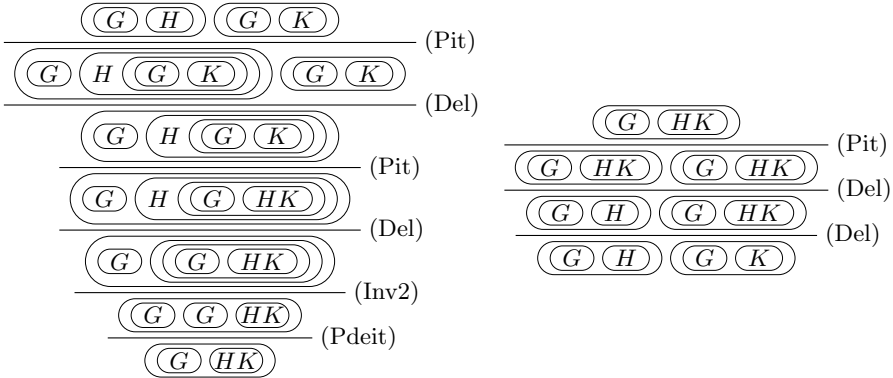 G H G K
(Pit)
G H G K G K
(Del)
G H G K
(Pit)
G H G HK
(Del)
G G HK
(Inv2)
G G HK
(Pdeit)
G HK
G HK
(Pit)
G HK G HK
(Del)
G H G HK
(Del)
G H G K